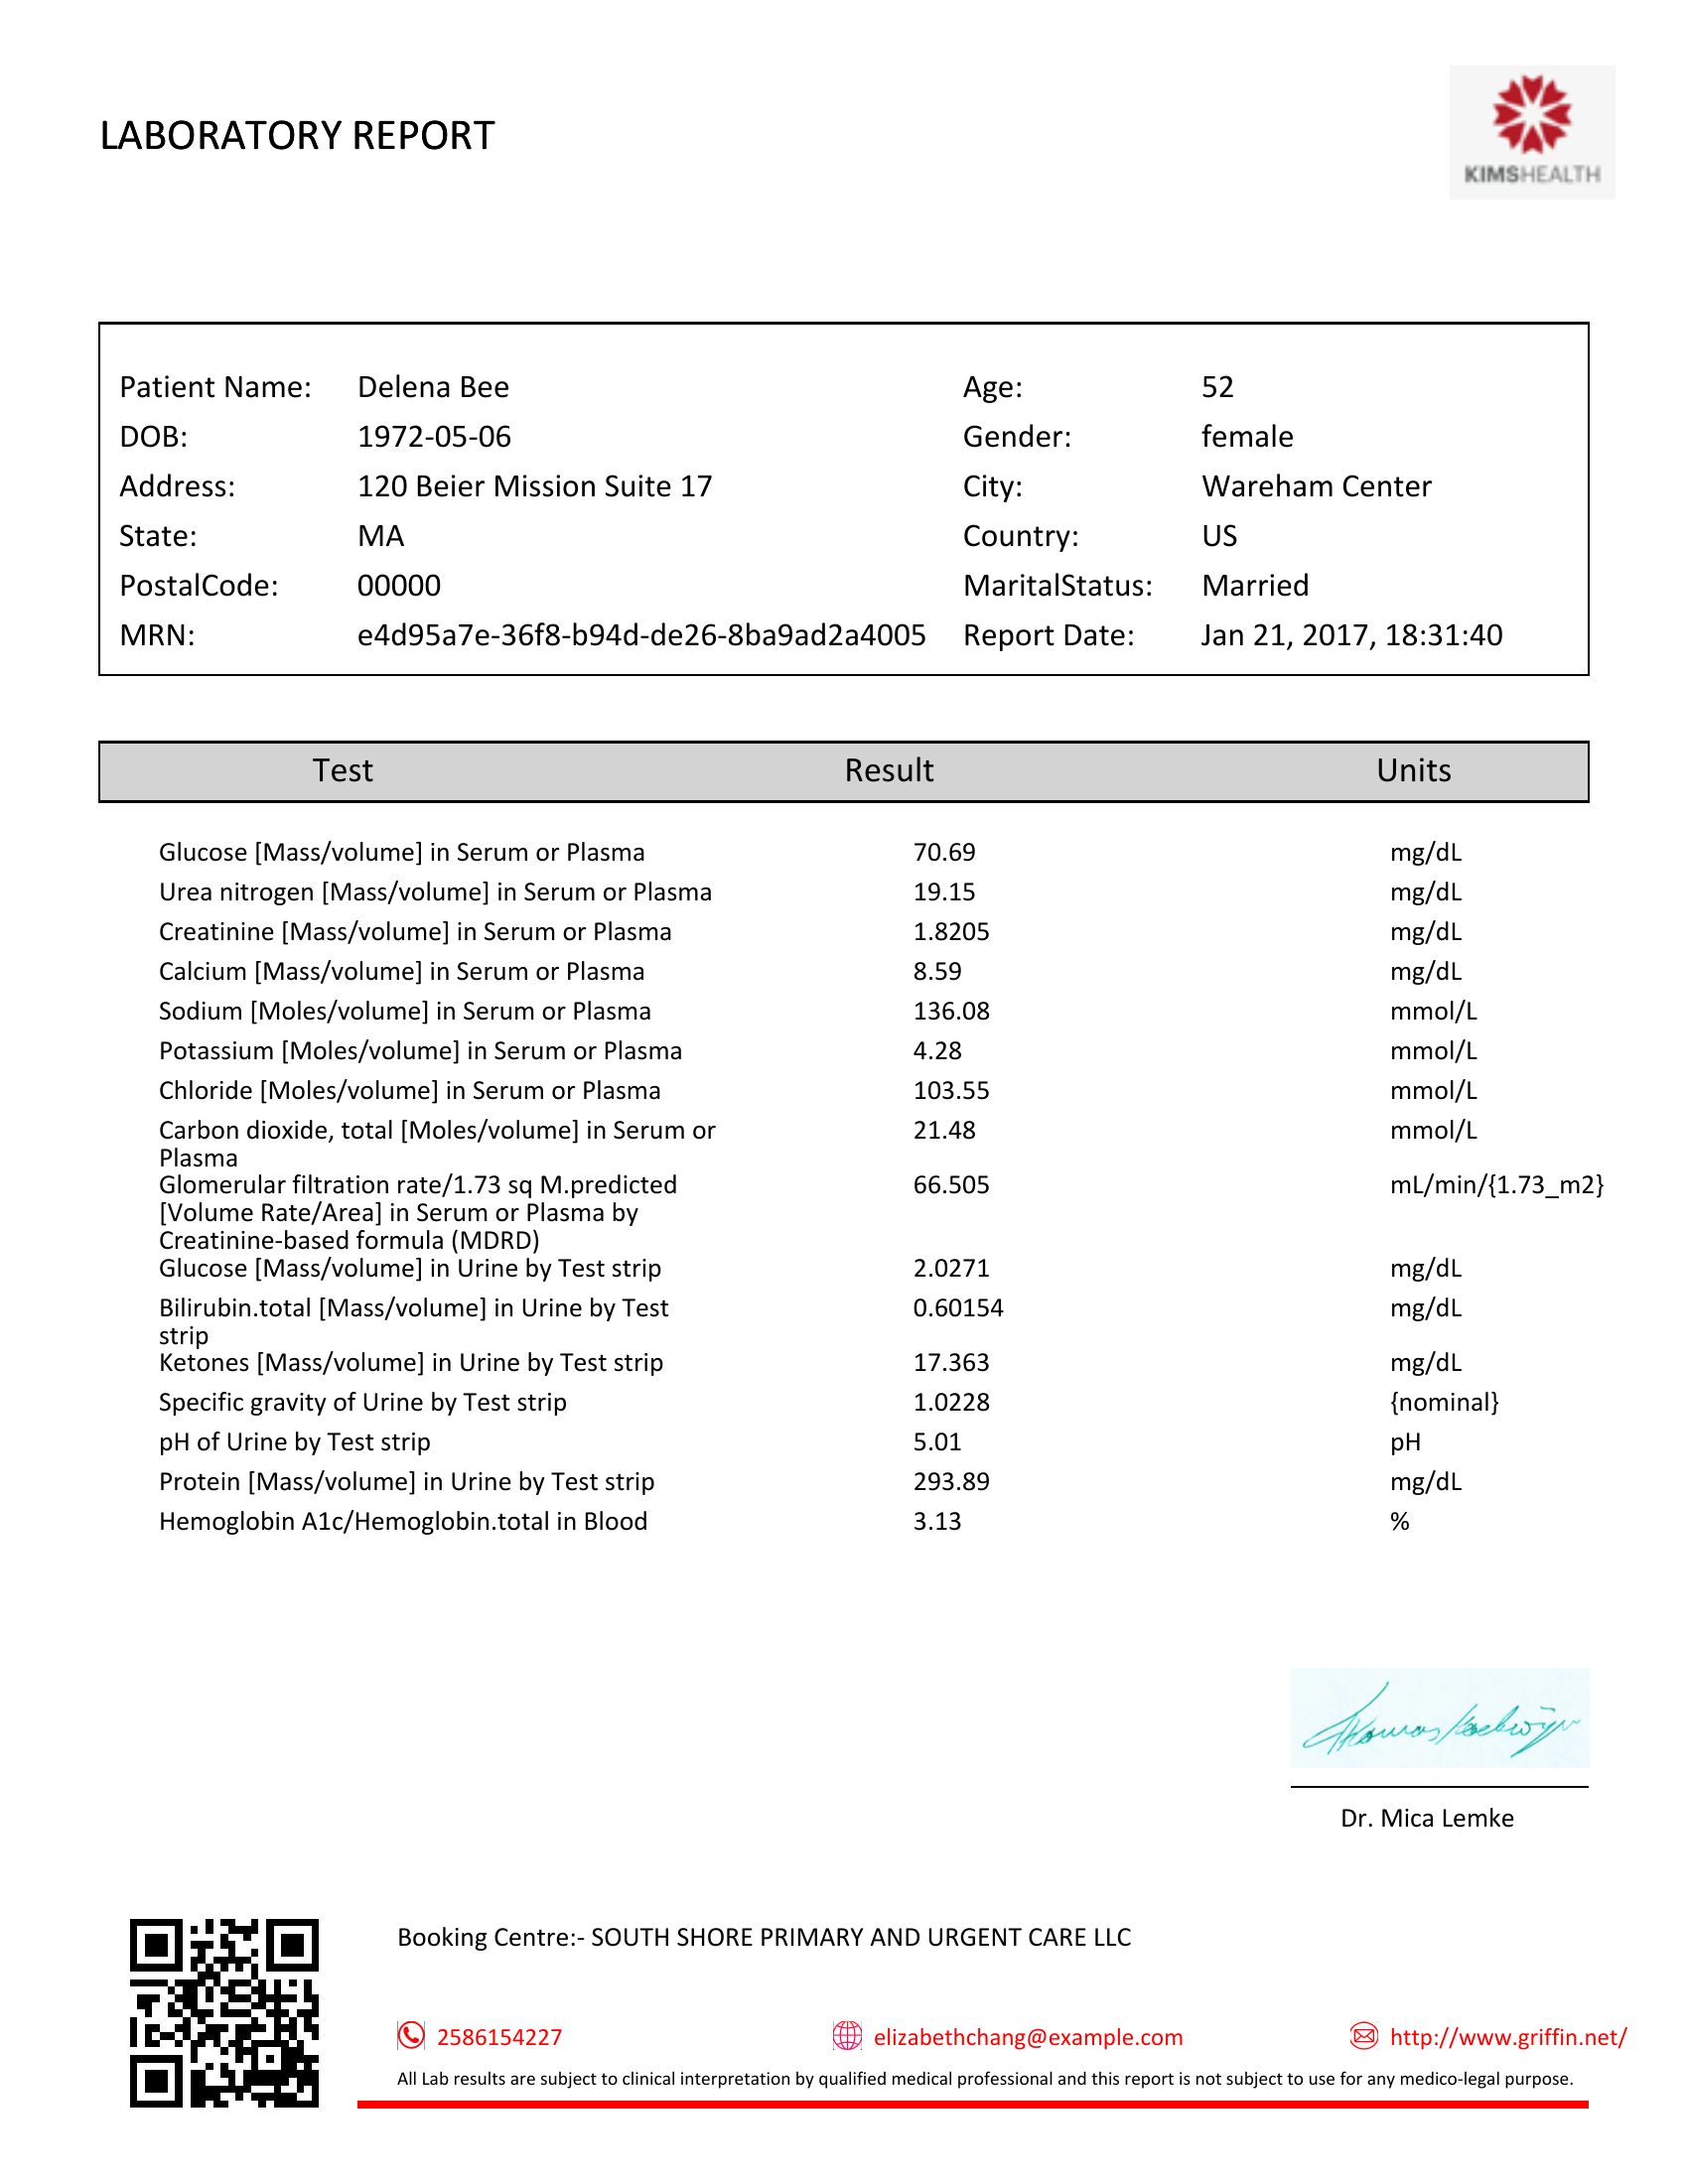 LABORATORY REPORT
KIMSHEALTH
Patient Name: Delena Bee Age: 52
DOB: 1972-05-06 Gender: female
Address: 120 Beier Mission Suite 17 City: Wareham Center
State: MA Country: US
PostalCode: 00000 MaritalStatus: Married
MRN: e4d95a7e-36f8-b94d-de26-8ba9ad2a4005 Report Date: Jan 21, 2017, 18:31:40
Test Result Units
Glucose [Mass/volume] in Serum or Plasma 70.69 mg/dL
Urea nitrogen [Mass/volume] in Serum or Plasma 19.15 mg/dL
Creatinine [Mass/volume] in Serum or Plasma 1.8205 mg/dL
Calcium [Mass/volume] in Serum or Plasma 8.59 mg/dL
Sodium [Moles/volume] in Serum or Plasma 136.08 mmol/L
Potassium [Moles/volume] in Serum or Plasma 4.28 mmol/L
Chloride [Moles/volume] in Serum or Plasma 103.55 mmol/L
Carbon dioxide, total [Moles/volume] in Serum or 21.48 mmol/L
Plasma
Glomerular filtration rate/1.73 sq M.predicted 66.505 mL/min/{1.73_m2}
[Volume Rate/Area] in Serum or Plasma by
Creatinine-based formula (MDRD)
Glucose [Mass/volume] in Urine by Test strip 2.0271 mg/dL
Bilirubin.total [Mass/volume] in Urine by Test 0.60154 mg/dL
strip
Ketones [Mass/volume] in Urine by Test strip 17.363 mg/dL
Specific gravity of Urine by Test strip 1.0228 {nominal}
pH of Urine by Test strip 5.01 pH
Protein [Mass/volume] in Urine by Test strip 293.89 mg/dL
Hemoglobin A1c/Hemoglobin.total in Blood 3.13 %
Dr. Mica Lemke
Booking Centre:- SOUTH SHORE PRIMARY AND URGENT CARE LLC
2586154227 elizabethchang@example.com http://www.griffin.net/
All Lab results are subject to clinical interpretation by qualified medical professional and this report is not subject to use for any medico-legal purpose.